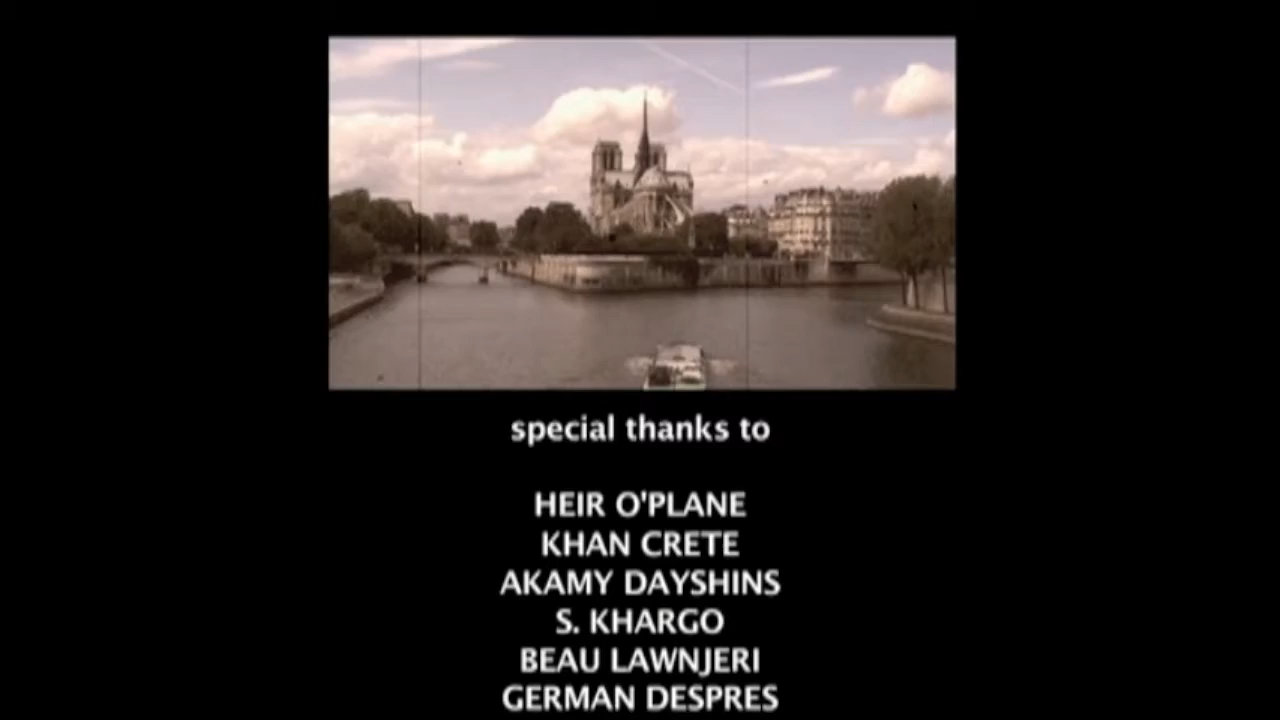 special thanks to
HEIR O'PLANE
KHAN CRETE
AKAMY DAYSHINS
S. KHARGO
BEAU LAWNJERI
GERMAN DESPRES